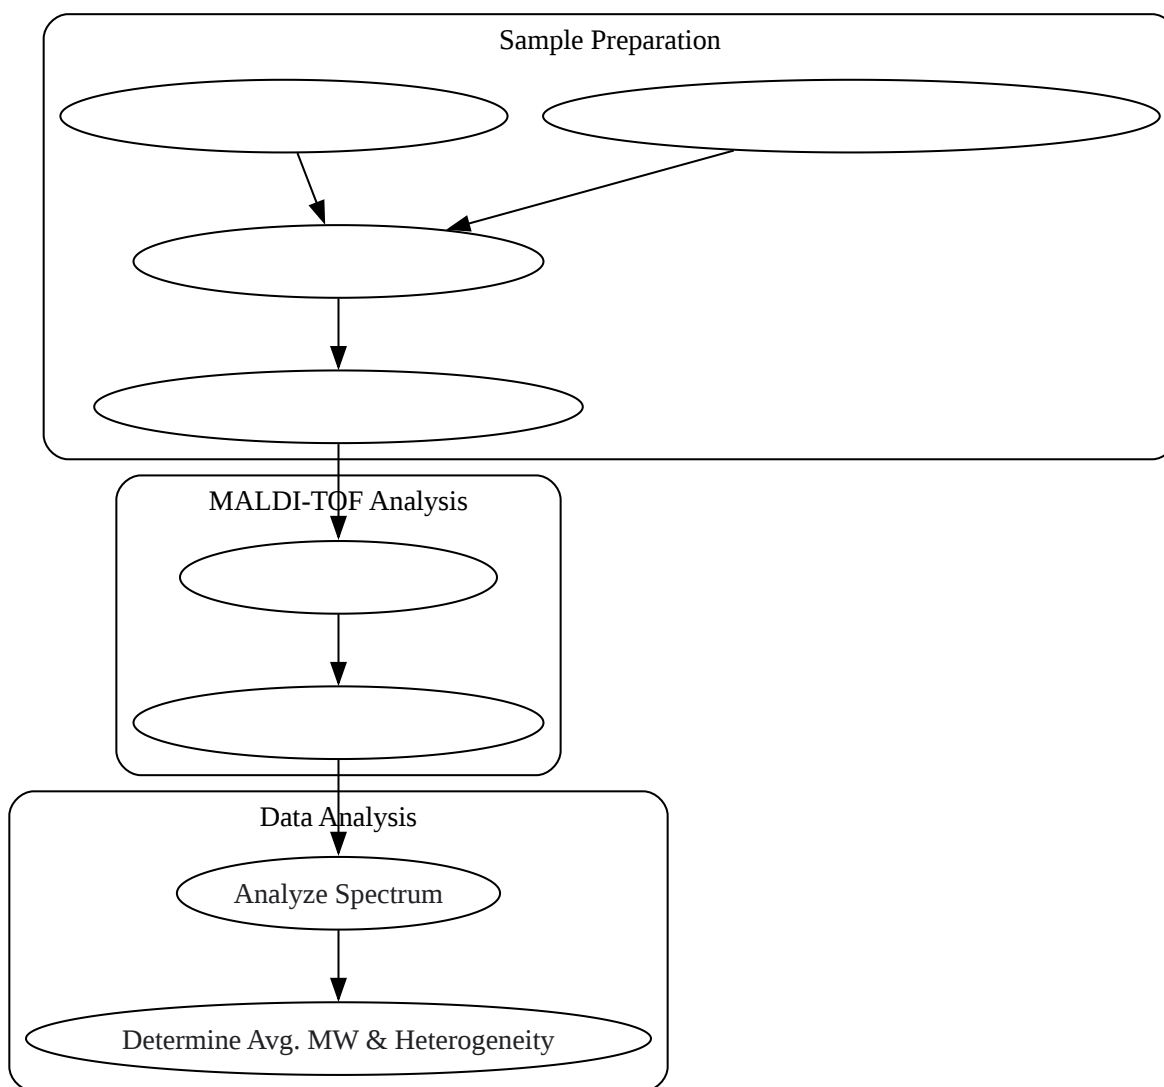 Sample Preparation
MALDI-TOF Analysis
Data Analysis
Analyze Spectrum
Determine Avg. MW & Heterogeneity